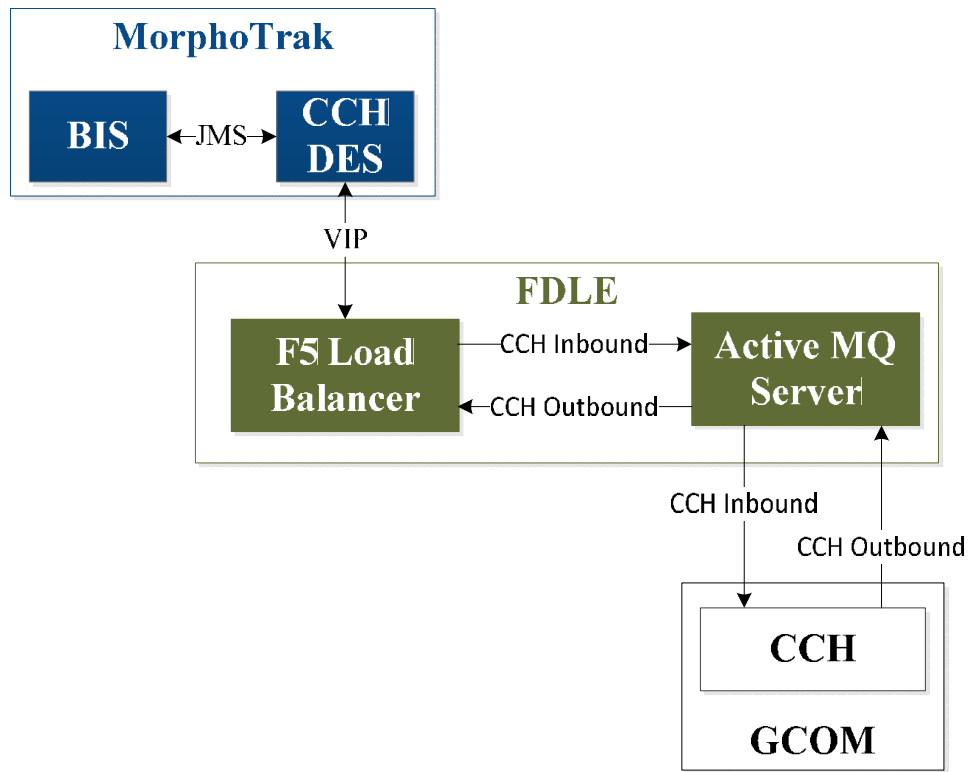 MorphoTrak
BIS
JMS
CCH
DES
VIP
FDLE
F5 Load
Balancer
CCH Inbound
CCH Outbound
Active MQ
Server
CCH Inbound
CCH Outbound
CCH
GCOM